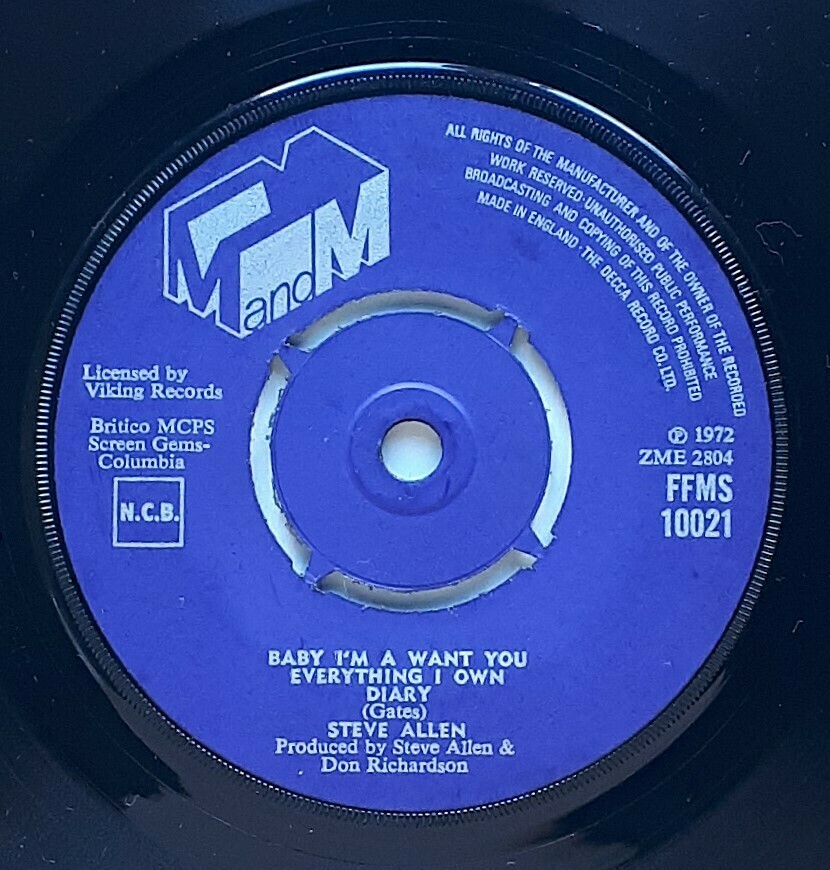 M and M
ALL RIGHTS OF THE MANUFACTURER AND OF THE OWNER OF THE RECORDED
WORK RESERVED·UNAUTHORISED PUBLIC PERFORMANCE
BROADCASTING AND COPYING OF THIS RECORD PROHIBITED
MADE IN ENGLAND·THE DECCA RECORD CO.LTD.
Licensed by
Viking Records
Britico MCPS
Screen Gems-
Columbia
N.C.B.
℗ 1972
ZME 2804
FFMS
10021
BABY I'M A WANT YOU
EVERYTHING I OWN
DIARY
(Gates)
STEVE ALLEN
Produced by Steve Allen &
Don Richardson